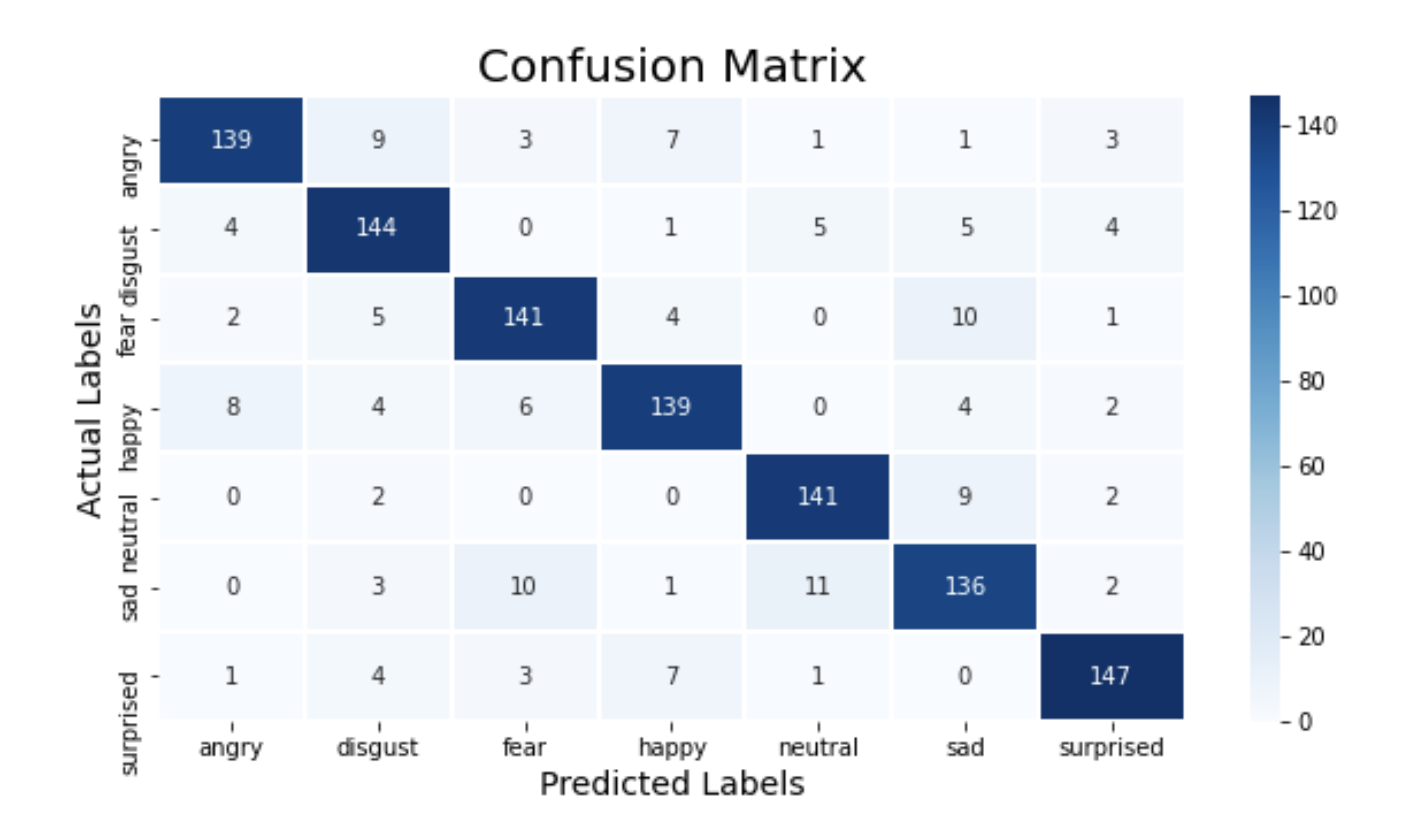 Confusion Matrix
angry 139 9 3 7 1 1 3
disgust 4 144 0 1 5 5 4
fear 2 5 141 4 0 10 1
happy 8 4 6 139 0 4 2
neutral 0 2 0 0 141 9 2
sad 0 3 10 1 11 136 2
surprised 1 4 3 7 1 0 147
angry disgust fear happy neutral sad surprised
Predicted Labels
Actual Labels
140
120
100
80
60
40
20
0